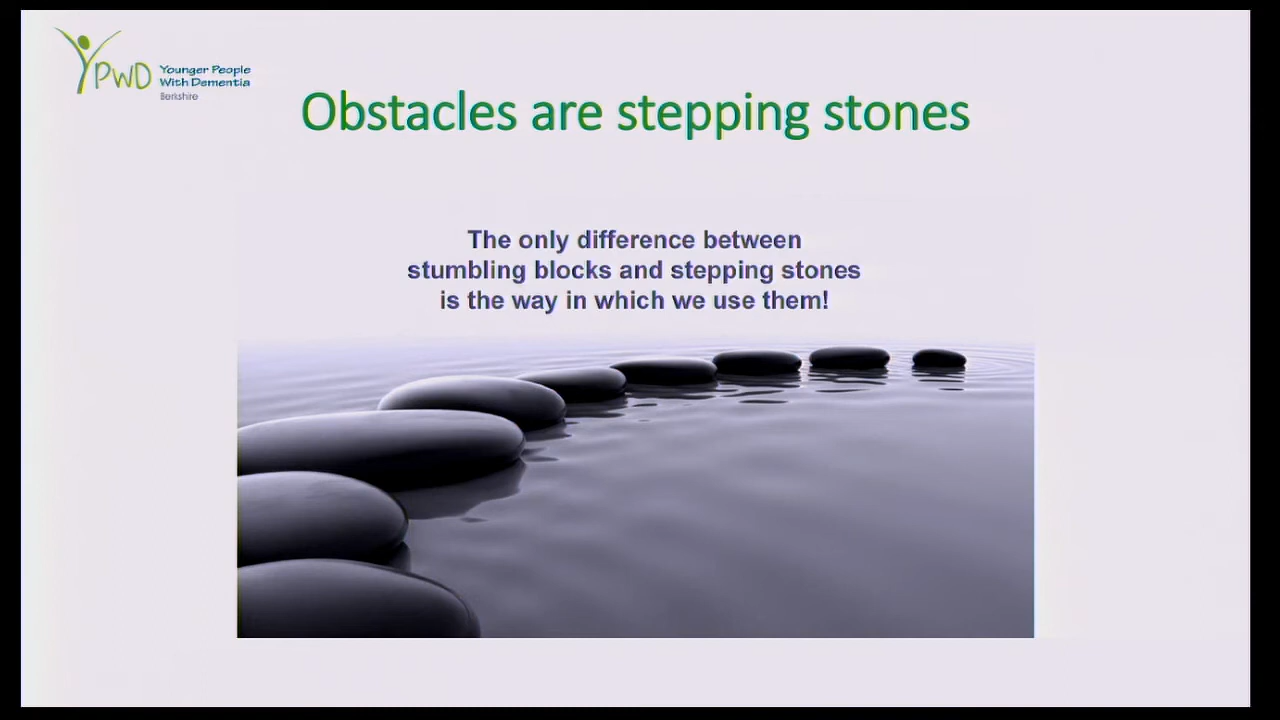 YPWD
Younger People
With Dementia
Berkshire
Obstacles are stepping stones
The only difference between
stumbling blocks and stepping stones
is the way in which we use them!